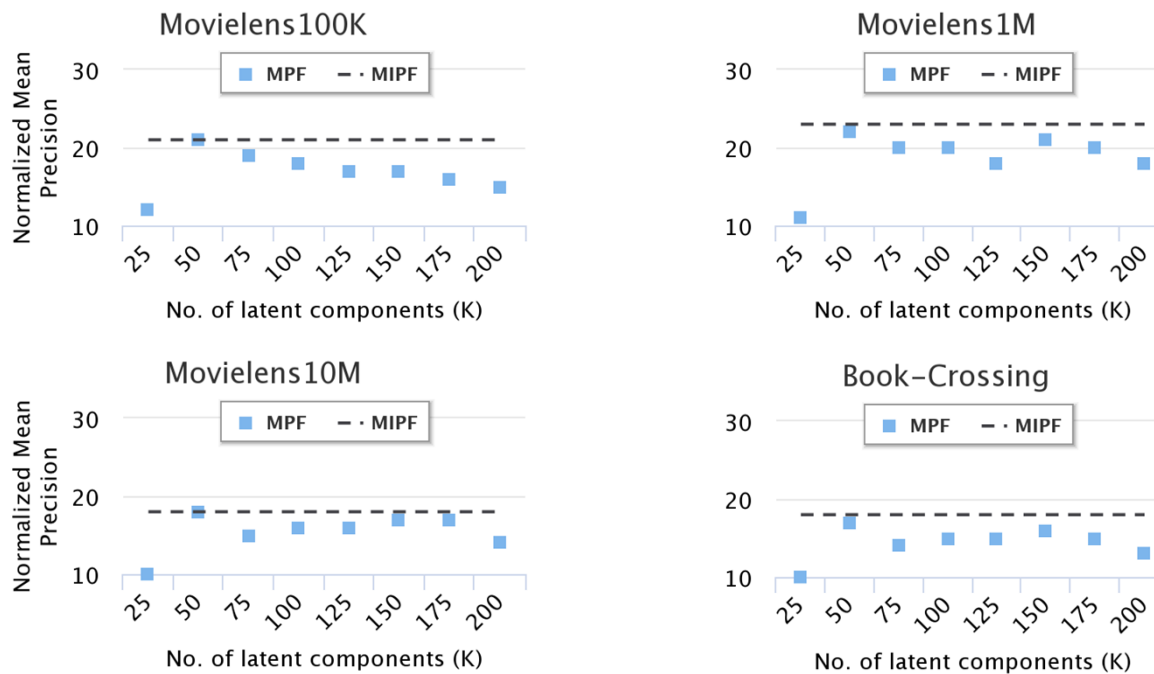 Movielens100K
Normalized Mean
Precision
MPF MIPF
30
20
10
25 50 75 100 125 150 175 200
No. of latent components (K)
Movielens1M
MPF MIPF
30
20
10
25 50 75 100 125 150 175 200
No. of latent components (K)
Movielens10M
Normalized Mean
Precision
MPF MIPF
30
20
10
25 50 75 100 125 150 175 200
No. of latent components (K)
Book-Crossing
MPF MIPF
30
20
10
25 50 75 100 125 150 175 200
No. of latent components (K)